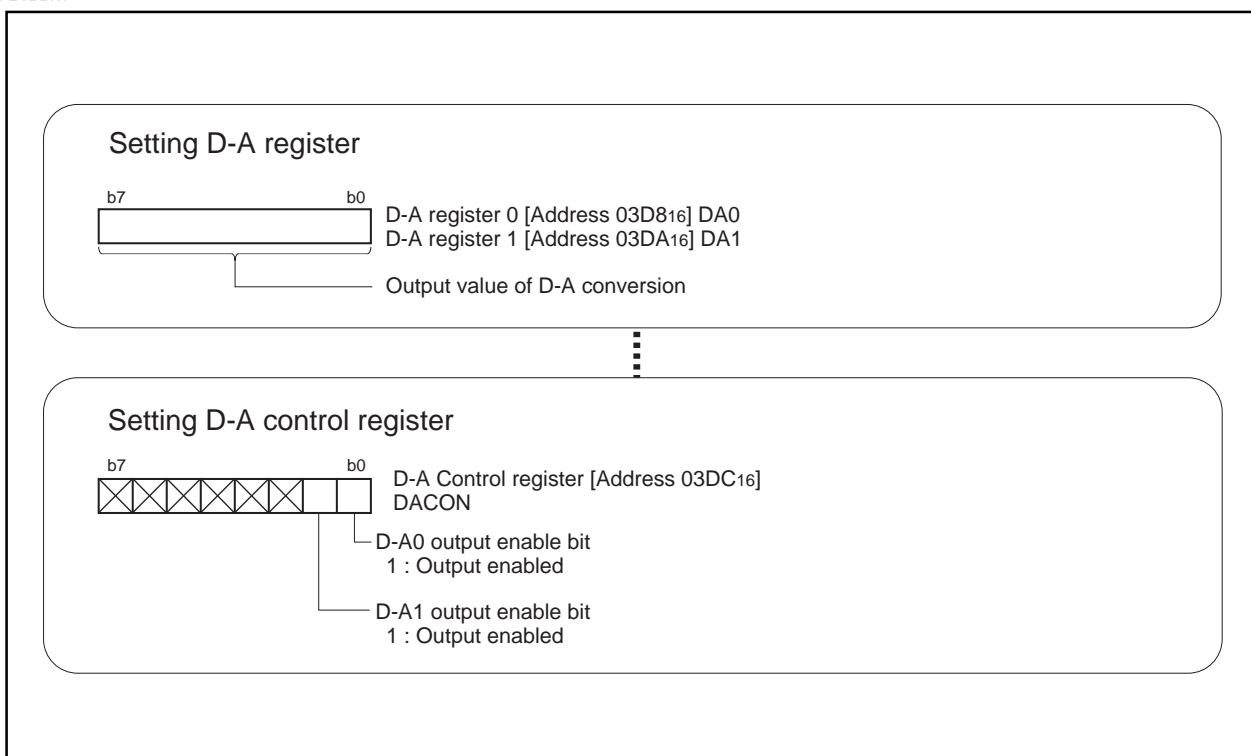 Setting D-A register
b7 b0
D-A register 0 [Address 03D816] DA0
D-A register 1 [Address 03DA16] DA1
Output value of D-A conversion
Setting D-A control register
b7 b0
D-A Control register [Address 03DC16]
DACON
D-A0 output enable bit
1 : Output enabled
D-A1 output enable bit
1 : Output enabled